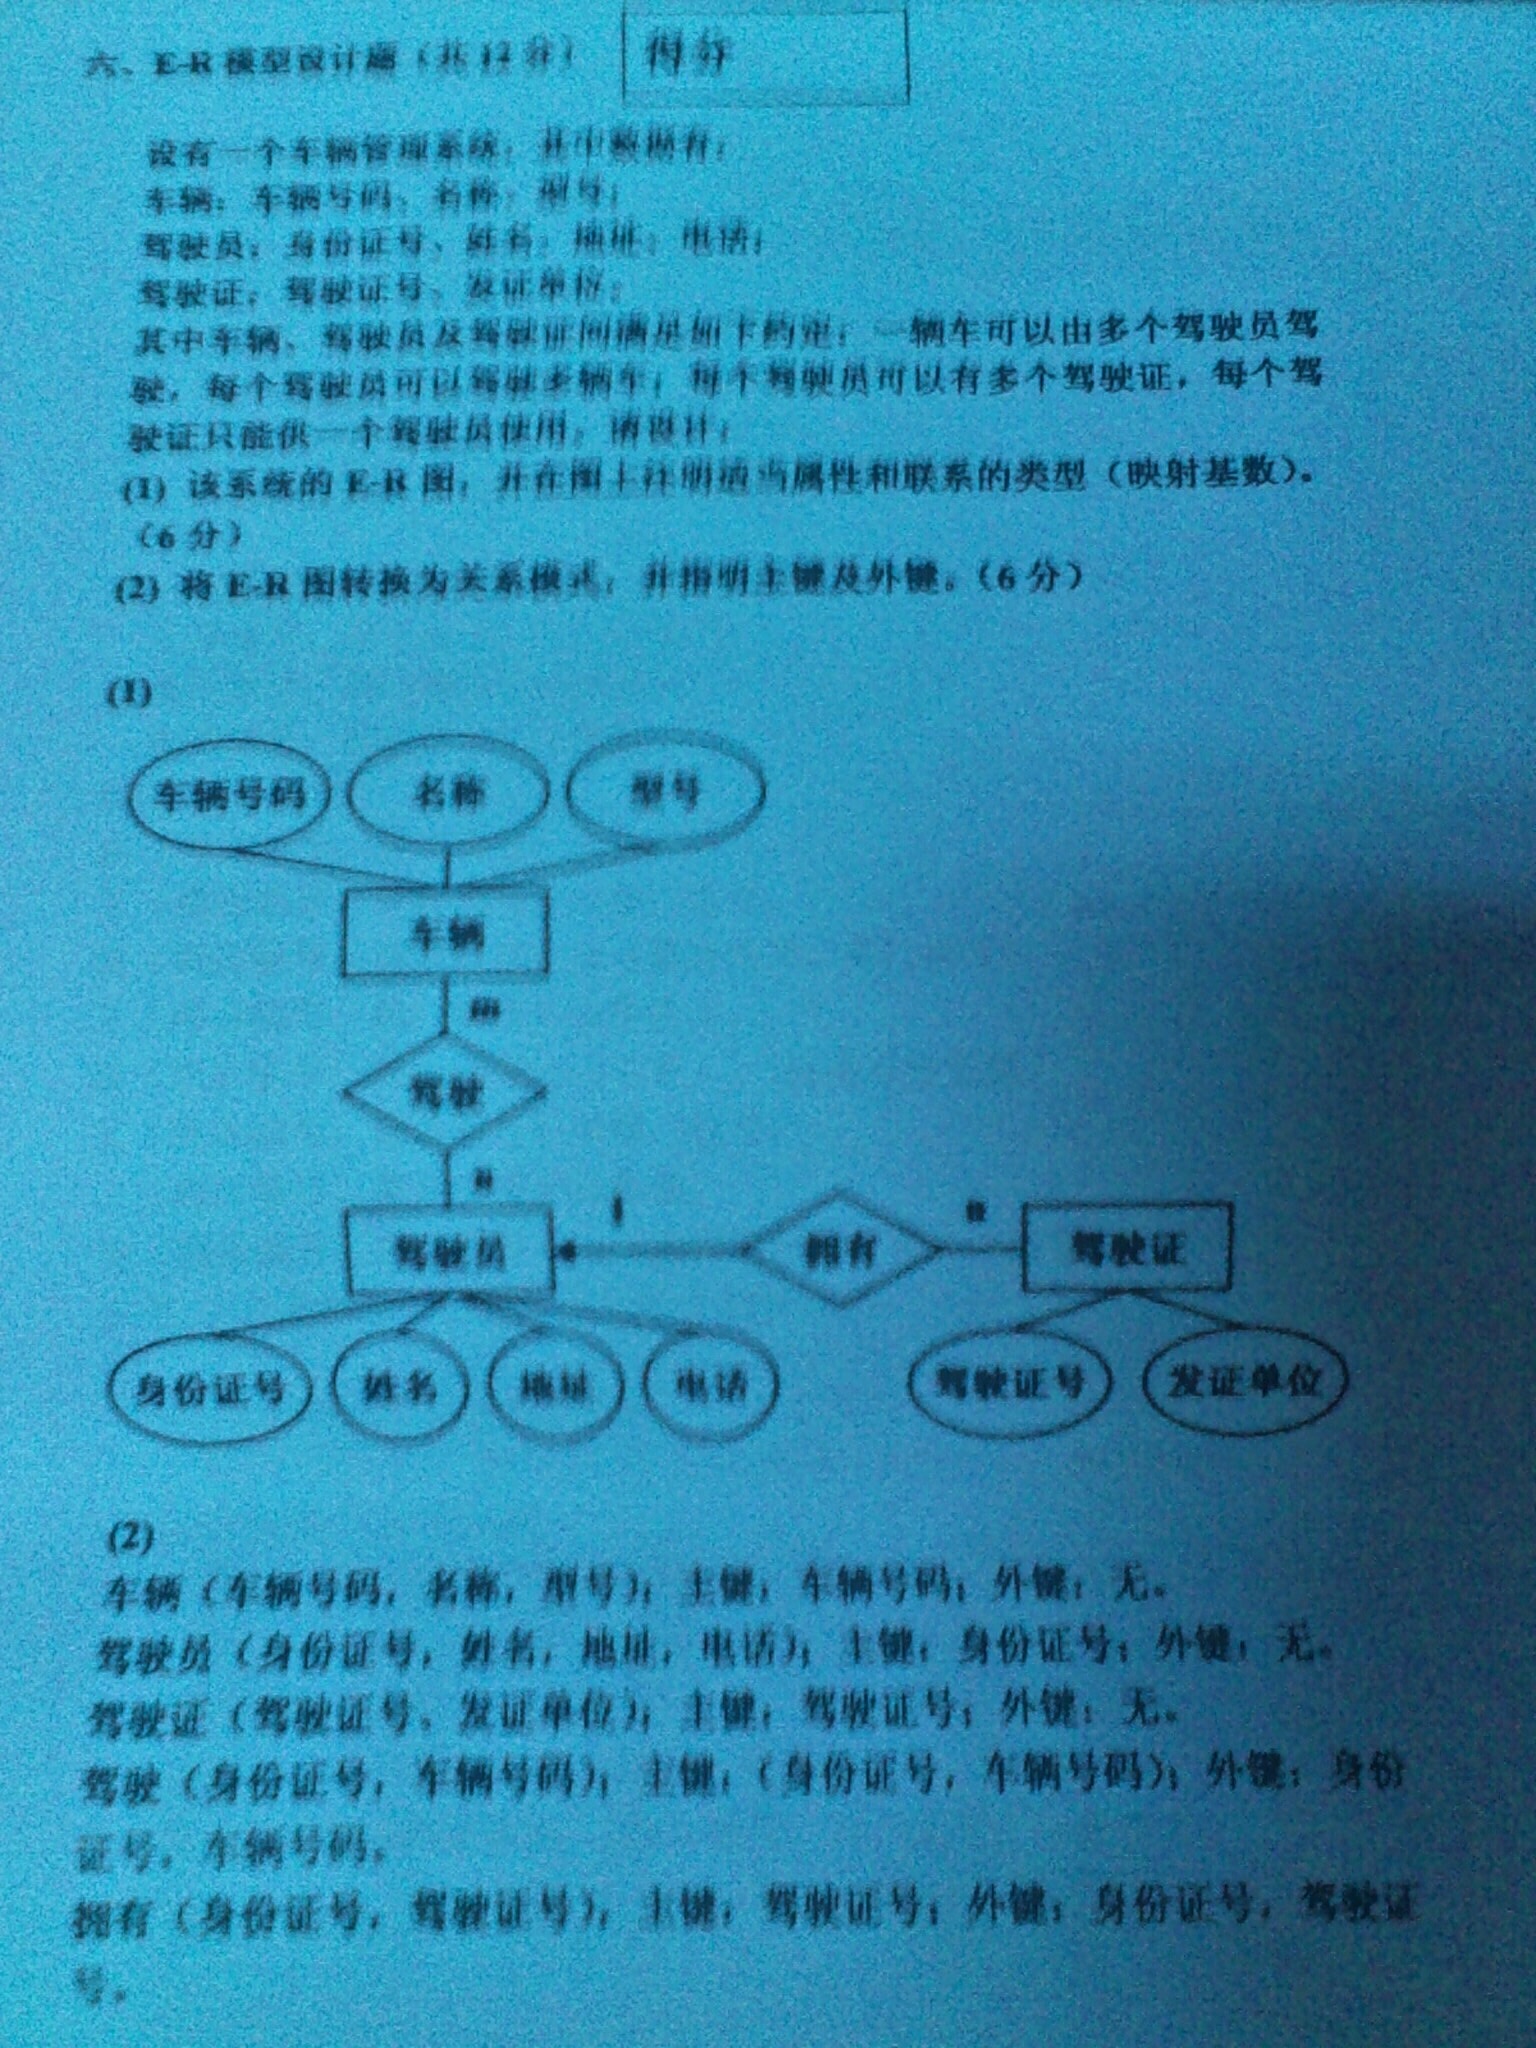 六、E-R 模型设计题（共 12 分）
得分
设有一个车辆管理系统，其中数据有：
车辆：车辆号码、名称、型号；
驾驶员：身份证号、姓名、地址、电话；
驾驶证：驾驶证号、发证单位；
其中车辆、驾驶员及驾驶证间满足如下约定：一辆车可以由多个驾驶员驾
驶，每个驾驶员可以驾驶多辆车；每个驾驶员可以有多个驾驶证，每个驾
驶证只能供一个驾驶员使用。请设计：
(1) 该系统的 E-R 图，并在图上注明适当属性和联系的类型（映射基数）。
（6 分）
(2) 将 E-R 图转换为关系模式，并指明主键及外键。（6 分）
(1)
车辆号码 名称 型号
车辆
m
驾驶
n
驾驶员 1 拥有 n 驾驶证
身份证号 姓名 地址 电话 驾驶证号 发证单位
(2)
车辆（车辆号码，名称，型号）；主键：车辆号码；外键：无。
驾驶员（身份证号，姓名，地址，电话）；主键：身份证号；外键：无。
驾驶证（驾驶证号、发证单位）；主键：驾驶证号；外键：无。
驾驶（身份证号，车辆号码）；主键：（身份证号，车辆号码）；外键：身份
证号，车辆号码。
拥有（身份证号，驾驶证号）；主键：驾驶证号；外键：身份证号，驾驶证
号。